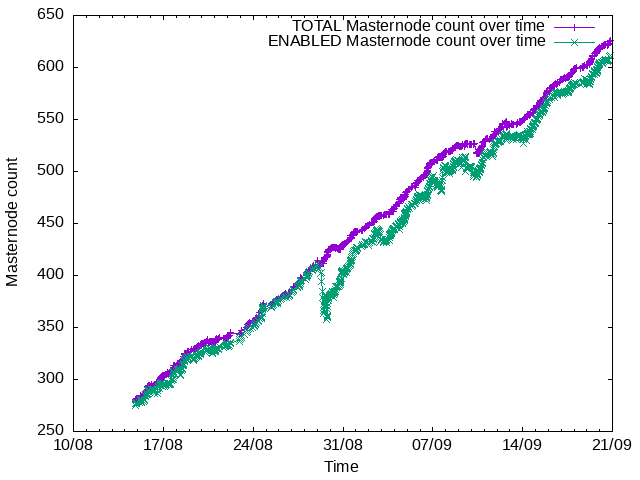 650
600
550
500
450
400
350
300
250
Masternode count
TOTAL Masternode count over time
ENABLED Masternode count over time
10/08 17/08 24/08 31/08 07/09 14/09 21/09
Time